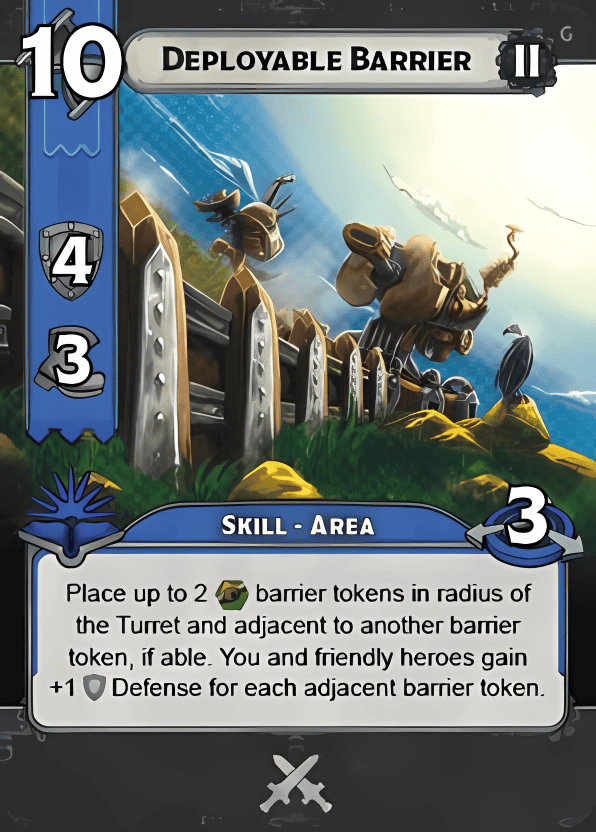 10
DEPLOYABLE BARRIER
II
G
4
3
SKILL - AREA
3
Place up to 2 barrier tokens in radius of
the Turret and adjacent to another barrier
token, if able. You and friendly heroes gain
+1 Defense for each adjacent barrier token.